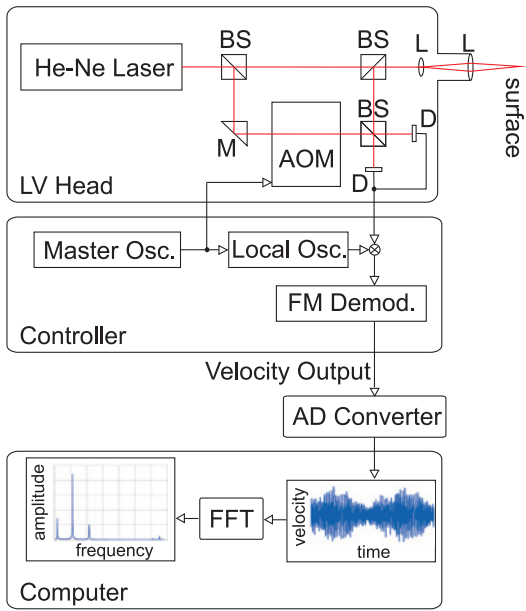 BS
BS
L
L
He-Ne Laser
surface
BS
D
M
AOM
D
LV Head
Master Osc.
Local Osc.
FM Demod.
Controller
Velocity Output
AD Converter
amplitude
frequency
FFT
velocity
time
Computer